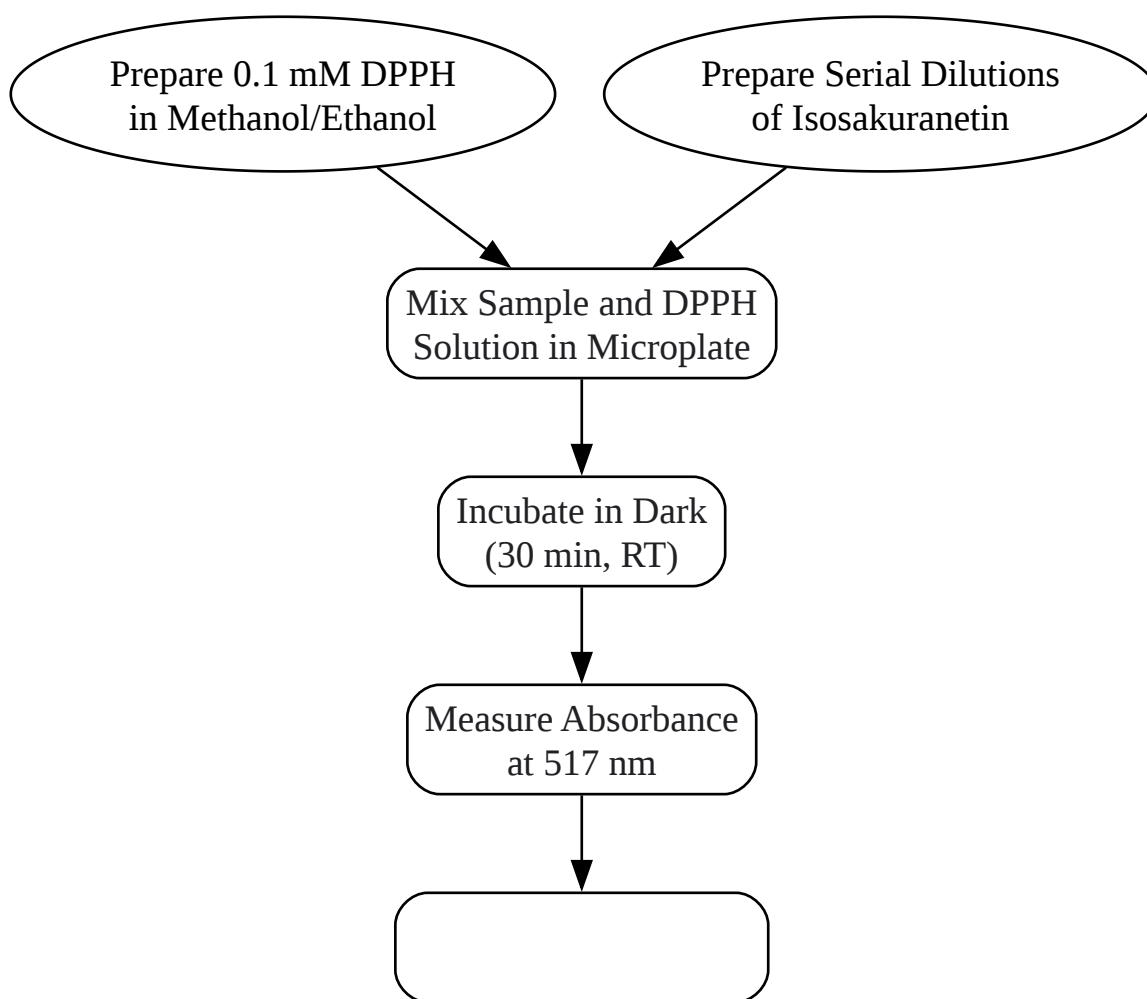 Prepare 0.1 mM DPPH
in Methanol/Ethanol
Prepare Serial Dilutions
of Isosakuranetin
Mix Sample and DPPH
Solution in Microplate
Incubate in Dark
(30 min, RT)
Measure Absorbance
at 517 nm